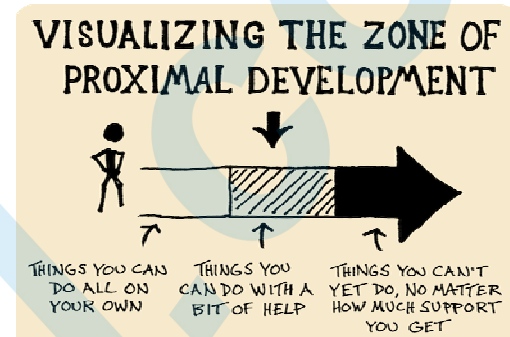 VISUALIZING THE ZONE OF
PROXIMAL DEVELOPMENT
THINGS YOU CAN
DO ALL ON
YOUR OWN
THINGS YOU
CAN DO WITH A
BIT OF HELP
THINGS YOU CAN'T
YET DO, NO MATTER
HOW MUCH SUPPORT
YOU GET